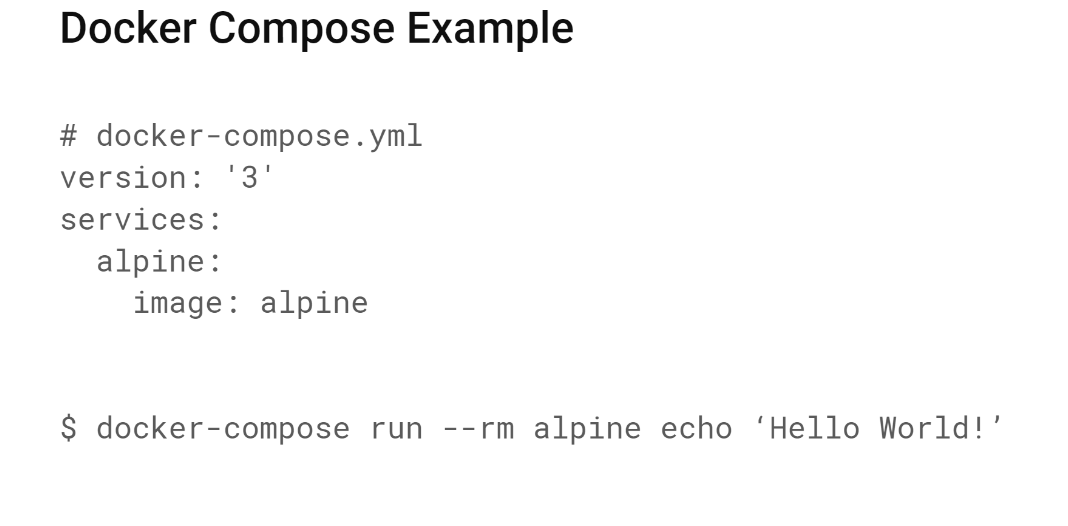 Docker Compose Example
# docker-compose.yml
version: '3'
services:
  alpine:
    image: alpine
$ docker-compose run --rm alpine echo ‘Hello World!’